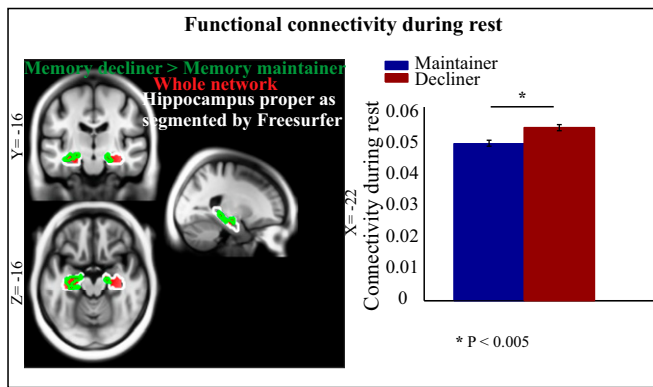 Functional connectivity during rest
Memory decliner > Memory maintainer
Whole network
Hippocampus proper as
segmented by Freesurfer
Y= -16
Z= -16
X= -22
Maintainer
Decliner
*
Connectivity during rest
0.06
0.05
0.04
0.03
0.02
0.01
0
* P < 0.005